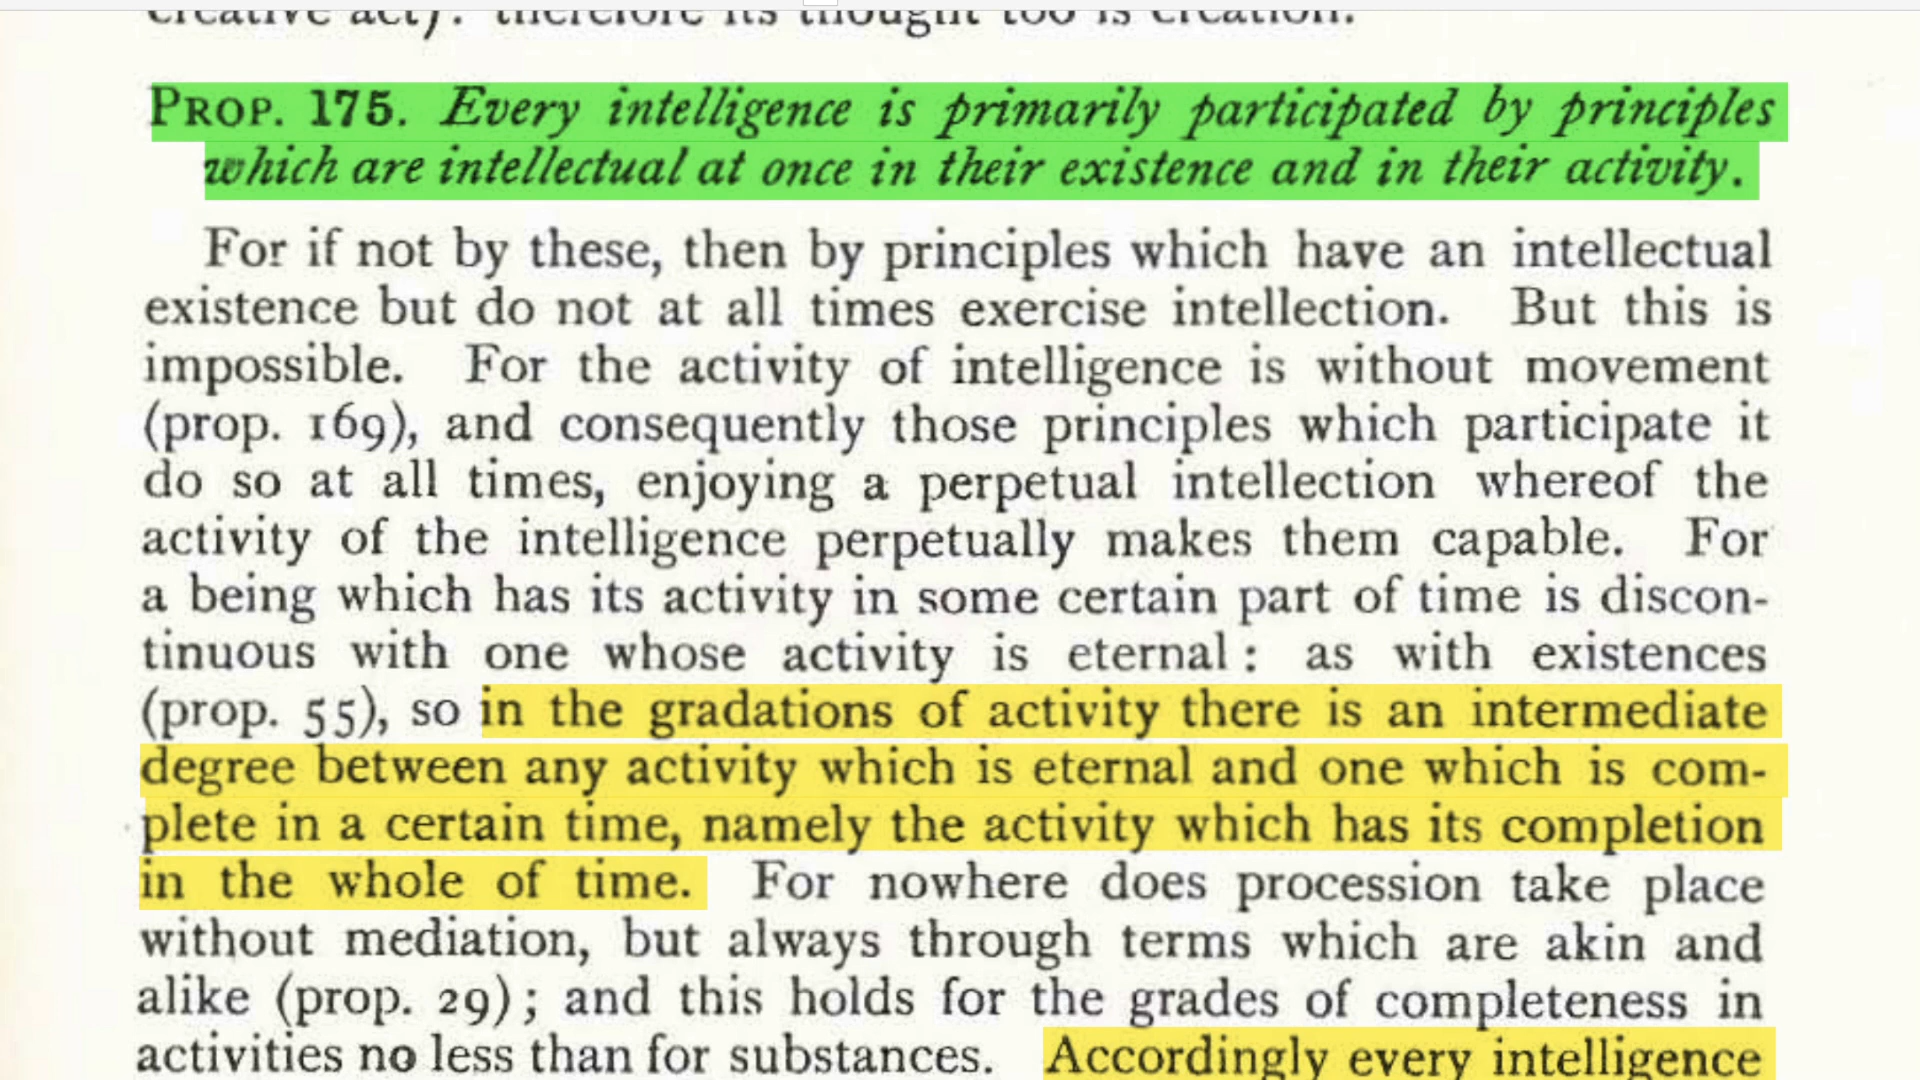 creative act): therefore its thought too is creation.
PROP. 175. Every intelligence is primarily participated by principles
which are intellectual at once in their existence and in their activity.
For if not by these, then by principles which have an intellectual
existence but do not at all times exercise intellection. But this is
impossible. For the activity of intelligence is without movement
(prop. 169), and consequently those principles which participate it
do so at all times, enjoying a perpetual intellection whereof the
activity of the intelligence perpetually makes them capable. For
a being which has its activity in some certain part of time is discon-
tinuous with one whose activity is eternal : as with existences
(prop. 55), so in the gradations of activity there is an intermediate
degree between any activity which is eternal and one which is com-
plete in a certain time, namely the activity which has its completion
in the whole of time. For nowhere does procession take place
without mediation, but always through terms which are akin and
alike (prop. 29) ; and this holds for the grades of completeness in
activities no less than for substances. Accordingly every intelligence